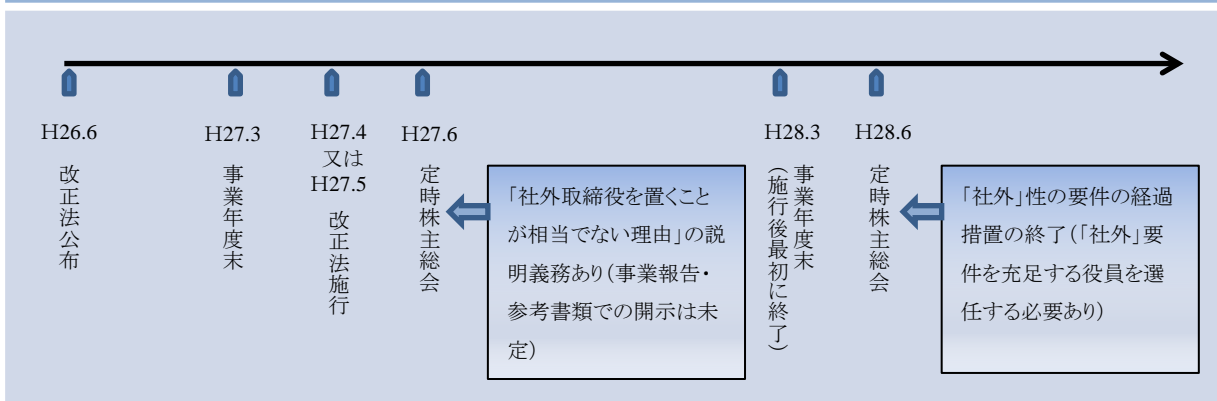 H26.6
改正法公布
H27.3
事業年度末
H27.4
又は
H27.5
改正法施行
H27.6
定時株主総会
「社外取締役を置くこと
が相当でない理由」の説
明義務あり(事業報告・
参考書類での開示は未
定)
H28.3
事業年度末
(施行後最初に終了)
H28.6
定時株主総会
「社外」性の要件の経過
措置の終了(「社外」要
件を充足する役員を選
任する必要あり)